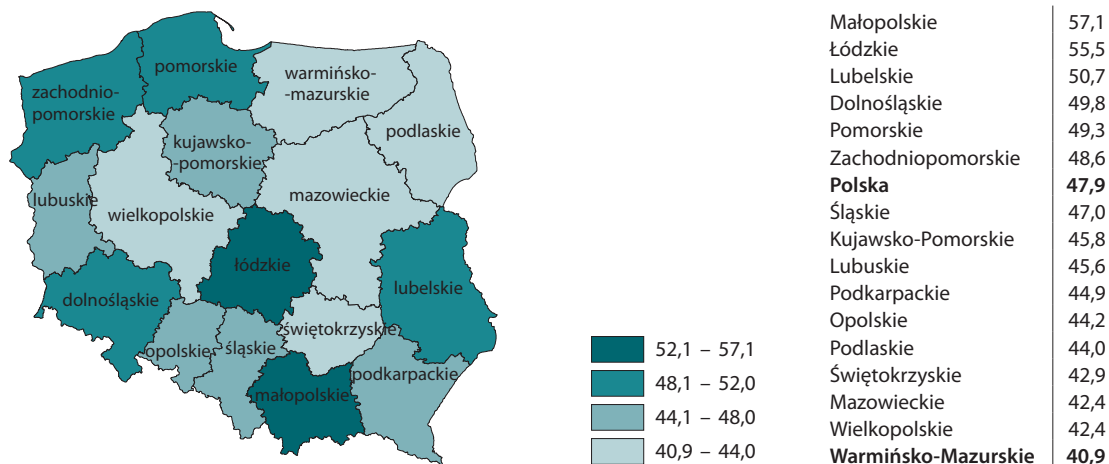 pomorskie
warmińsko-
-mazurskie
zachodnio-
pomorskie
podlaskie
kujawsko-
-pomorskie
mazowieckie
lubuskie
wielkopolskie
łódzkie
lubelskie
dolnośląskie
świętokrzyskie
opolskie
śląskie
podkarpackie
małopolskie
52,1 – 57,1
48,1 – 52,0
44,1 – 48,0
40,9 – 44,0
Małopolskie 57,1
Łódzkie 55,5
Lubelskie 50,7
Dolnośląskie 49,8
Pomorskie 49,3
Zachodniopomorskie 48,6
Polska 47,9
Śląskie 47,0
Kujawsko-Pomorskie 45,8
Lubuskie 45,6
Podkarpackie 44,9
Opolskie 44,2
Podlaskie 44,0
Świętokrzyskie 42,9
Mazowieckie 42,4
Wielkopolskie 42,4
Warmińsko-Mazurskie 40,9